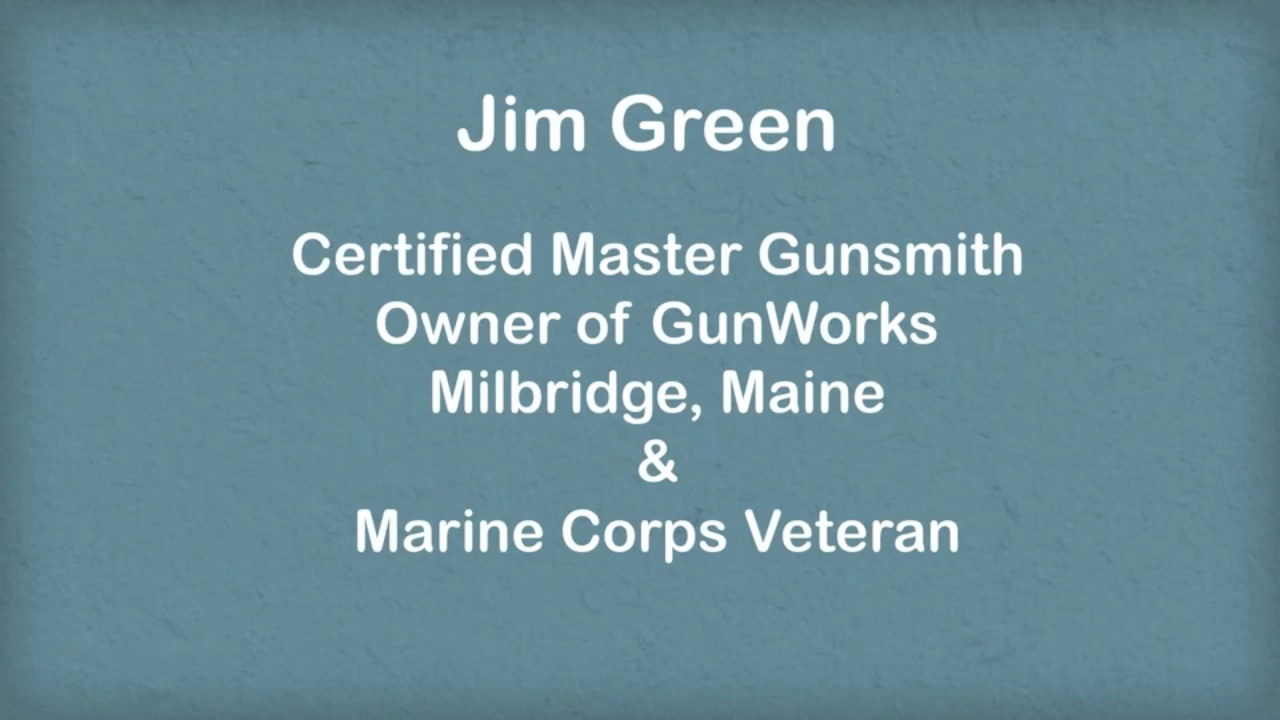 Jim Green
Certified Master Gunsmith
Owner of GunWorks
Milbridge, Maine
&
Marine Corps Veteran